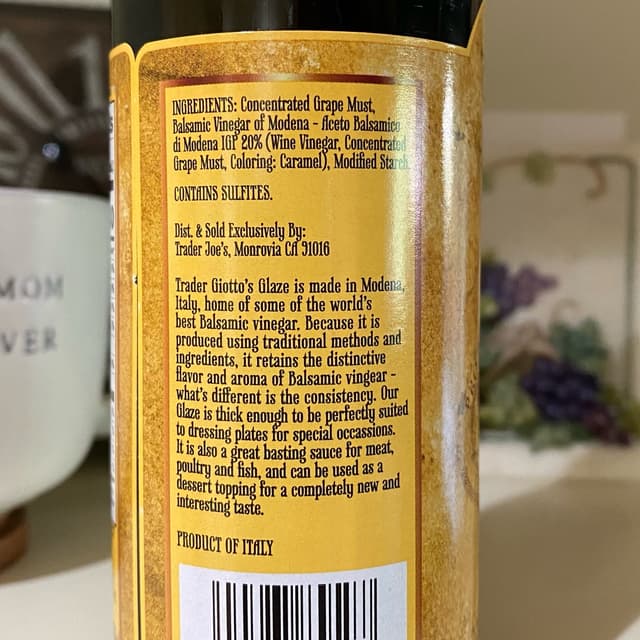 INGREDIENTS: Concentrated Grape Must,
Balsamic Vinegar of Modena - Aceto Balsamico
di Modena IGP 20% (Wine Vinegar, Concentrated
Grape Must, Coloring: Caramel), Modified Starch
CONTAINS SULFITES.
Dist. & Sold Exclusively By:
Trader Joe's, Monrovia CA 91016
Trader Giotto's Glaze is made in Modena,
Italy, home of some of the world's
best Balsamic vinegar. Because it is
produced using traditional methods and
ingredients, it retains the distinctive
flavor and aroma of Balsamic vingear -
what's different is the consistency. Our
Glaze is thick enough to be perfectly suited
to dressing plates for special occassions.
It is also a great basting sauce for meat,
poultry and fish, and can be used as a
dessert topping for a completely new and
interesting taste.
PRODUCT OF ITALY
MOM
VER